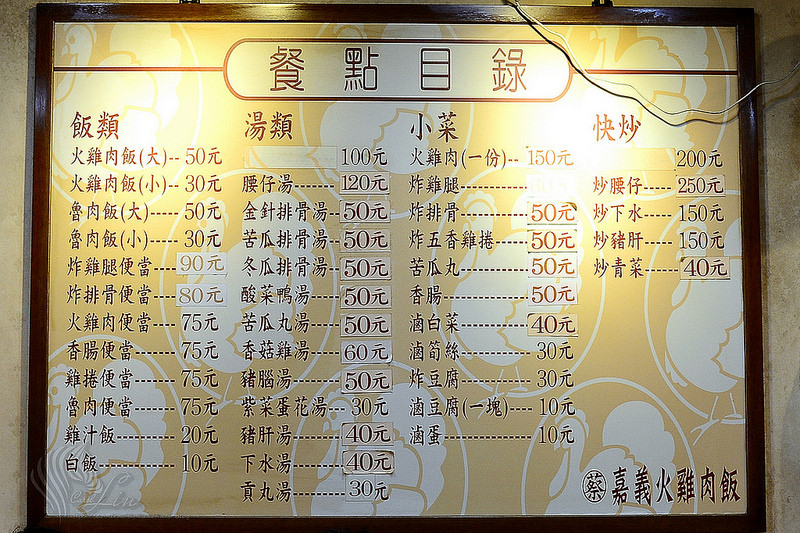 餐點目錄
飯類
火雞肉飯(大)--50元
火雞肉飯(小)--30元
魯肉飯(大)-----50元
魯肉飯(小)-----30元
炸雞腿便當-----90元
炸排骨便當-----80元
火雞肉便當----75元
香腸便當-------75元
雞捲便當-------75元
魯肉便當-------75元
雞汁飯---------20元
白飯------------10元
湯類
100元
腰仔湯-------120元
金針排骨湯--50元
苦瓜排骨湯--50元
冬瓜排骨湯--50元
酸菜鴨湯----50元
苦瓜丸湯----50元
香菇雞湯----60元
豬腦湯-------50元
紫菜蛋花湯--30元
豬肝湯-------40元
下水湯-------40元
貢丸湯-------30元
小菜
火雞肉(一份)--150元
炸雞腿
炸排骨---------50元
炸五香雞捲----50元
苦瓜丸---------50元
香腸------------50元
滷白菜---------40元
滷筍絲---------30元
炸豆腐---------30元
滷豆腐(一塊)---10元
滷蛋------------10元
快炒
200元
炒腰仔----250元
炒下水----150元
炒豬肝----150元
炒青菜----40元
蔡 嘉義火雞肉飯